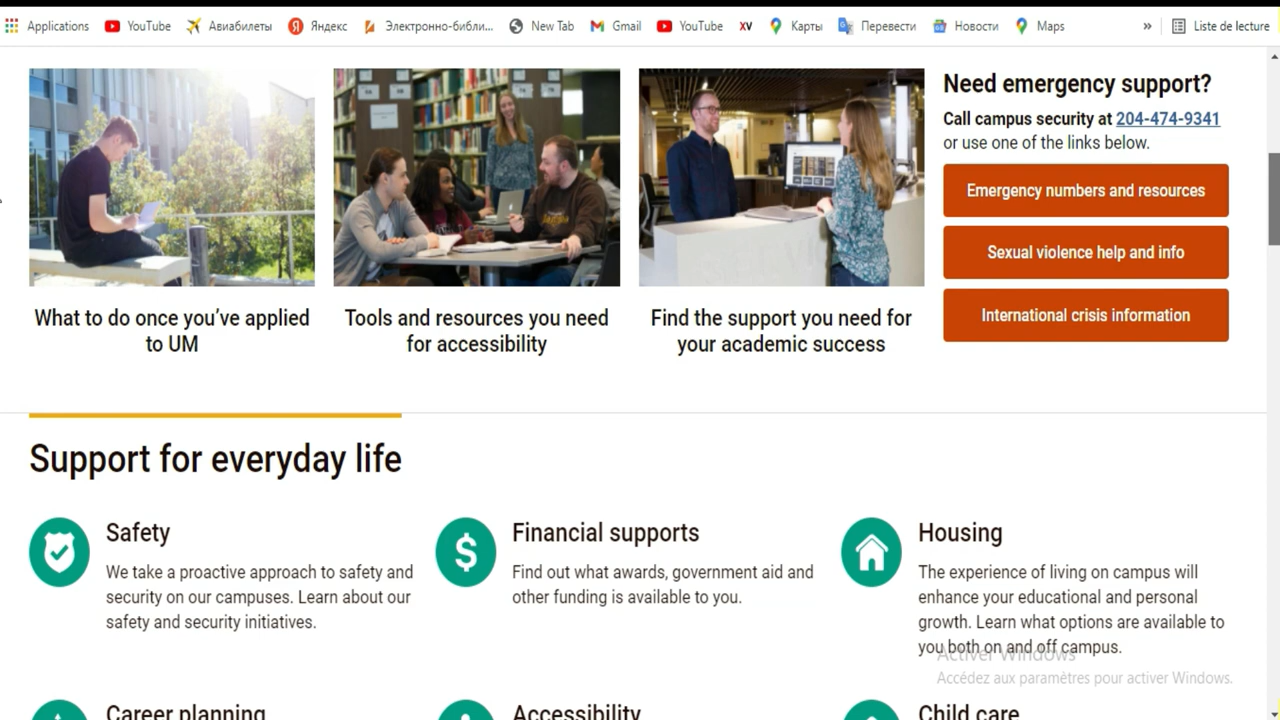 Applications YouTube Авиабилеты Яндекс Электронно-библи... New Tab Gmail YouTube XV Карты Перевести Новости Maps » Liste de lecture
Need emergency support?
Call campus security at 204-474-9341
or use one of the links below.
Emergency numbers and resources
Sexual violence help and info
International crisis information
What to do once you've applied
to UM
Tools and resources you need
for accessibility
Find the support you need for
your academic success
Support for everyday life
Safety
We take a proactive approach to safety and
security on our campuses. Learn about our
safety and security initiatives.
Financial supports
Find out what awards, government aid and
other funding is available to you.
Housing
The experience of living on campus will
enhance your educational and personal
growth. Learn what options are available to
you both on and off campus.
Activer Windows
Accédez aux paramètres pour activer Windows.
Career planning
Accessibility
Child care